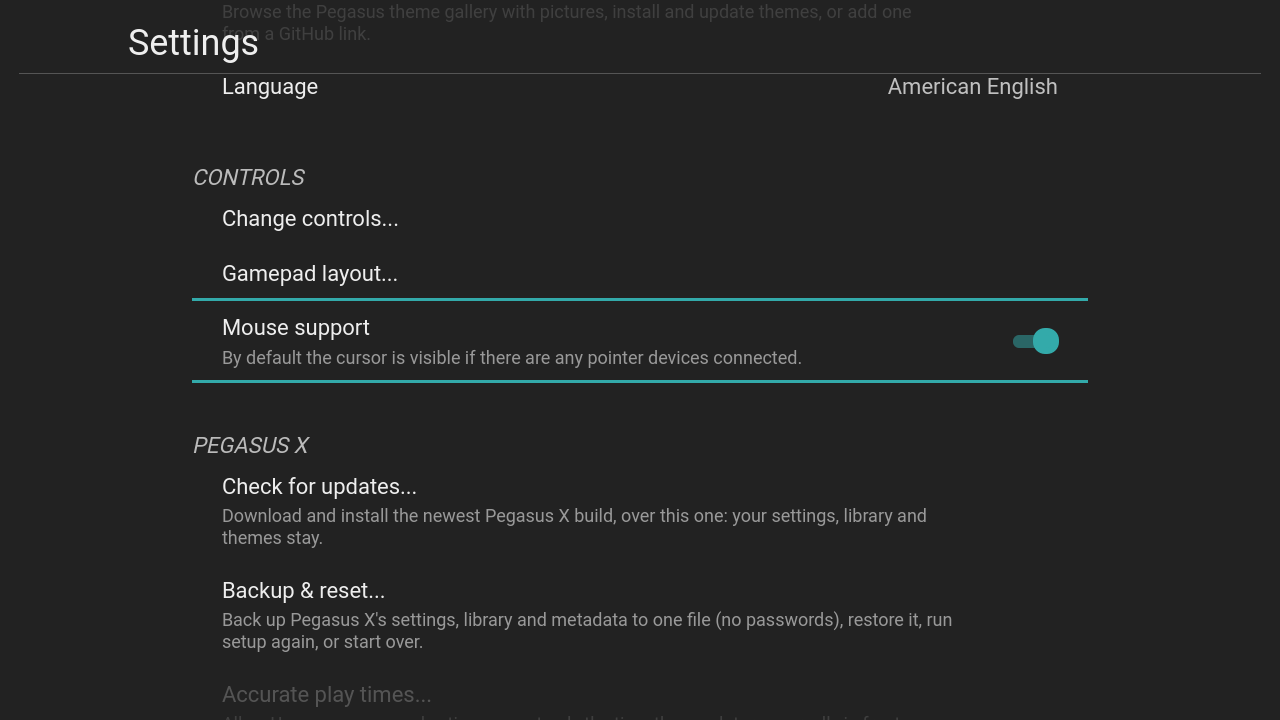 Browse the Pegasus theme gallery with pictures, install and update themes, or add one
from a GitHub link.
Settings
Language
American English
CONTROLS
Change controls...
Gamepad layout...
Mouse support
By default the cursor is visible if there are any pointer devices connected.
PEGASUS X
Check for updates...
Download and install the newest Pegasus X build, over this one: your settings, library and
themes stay.
Backup & reset...
Back up Pegasus X's settings, library and metadata to one file (no passwords), restore it, run
setup again, or start over.
Accurate play times...